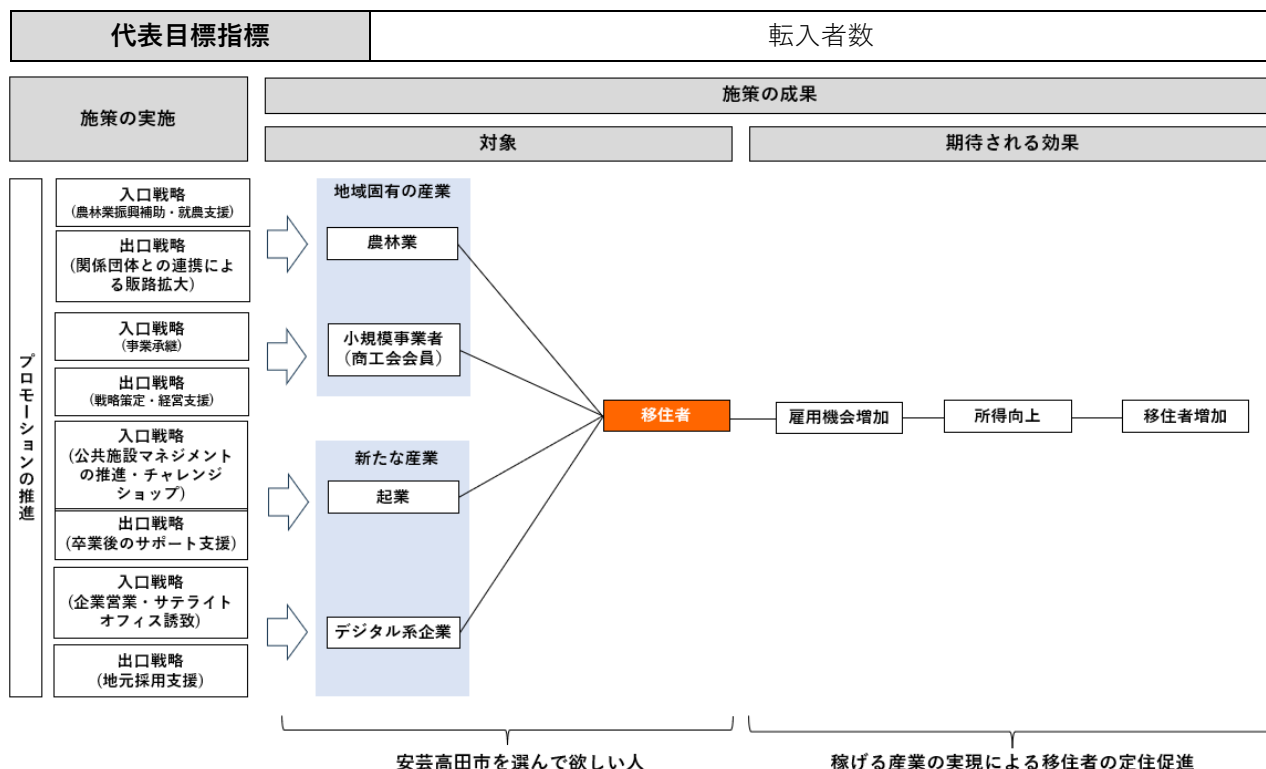 代表目標指標
転入者数
施策の実施
施策の成果
対象
期待される効果
プロモーションの推進
入口戦略
(農林業振興補助・就農支援)
出口戦略
(関係団体との連携によ
る販路拡大)
入口戦略
(事業承継)
出口戦略
(戦略策定・経営支援)
入口戦略
(公共施設マネジメント
の推進・チャレンジ
ショップ)
出口戦略
(卒業後のサポート支援)
入口戦略
(企業営業・サテライト
オフィス誘致)
出口戦略
(地元採用支援)
地域固有の産業
農林業
小規模事業者
(商工会会員)
新たな産業
起業
デジタル系企業
移住者
雇用機会増加
所得向上
移住者増加
安芸高田市を選んで欲しい人
稼げる産業の実現による移住者の定住促進